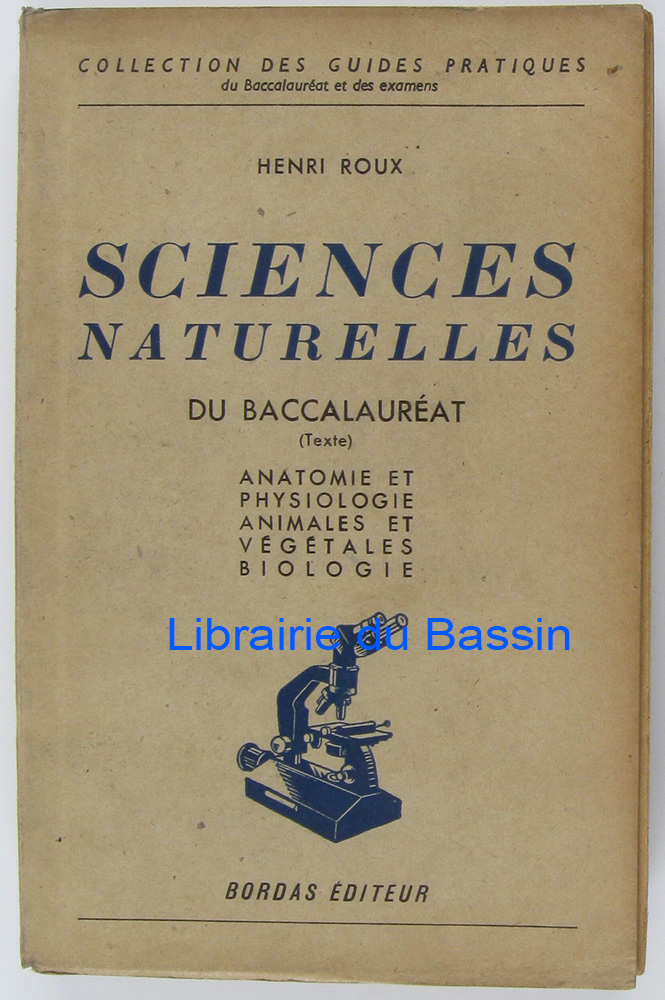 COLLECTION DES GUIDES PRATIQUES
du Baccalauréat et des examens
HENRI ROUX
SCIENCES
NATURELLES
DU BACCALAURÉAT
(Texte)
ANATOMIE ET
PHYSIOLOGIE
ANIMALES ET
VÉGÉTALES
BIOLOGIE
Librairie du Bassin
BORDAS ÉDITEUR